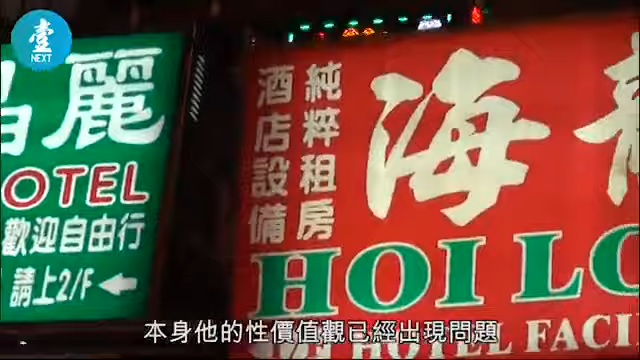 壹
NEXT
麗
OTEL
歡迎自由行
請上2/F
純粹租房
酒店設備
海
HOI LO
HOTEL FACI
本身他的性價值觀已經出現問題